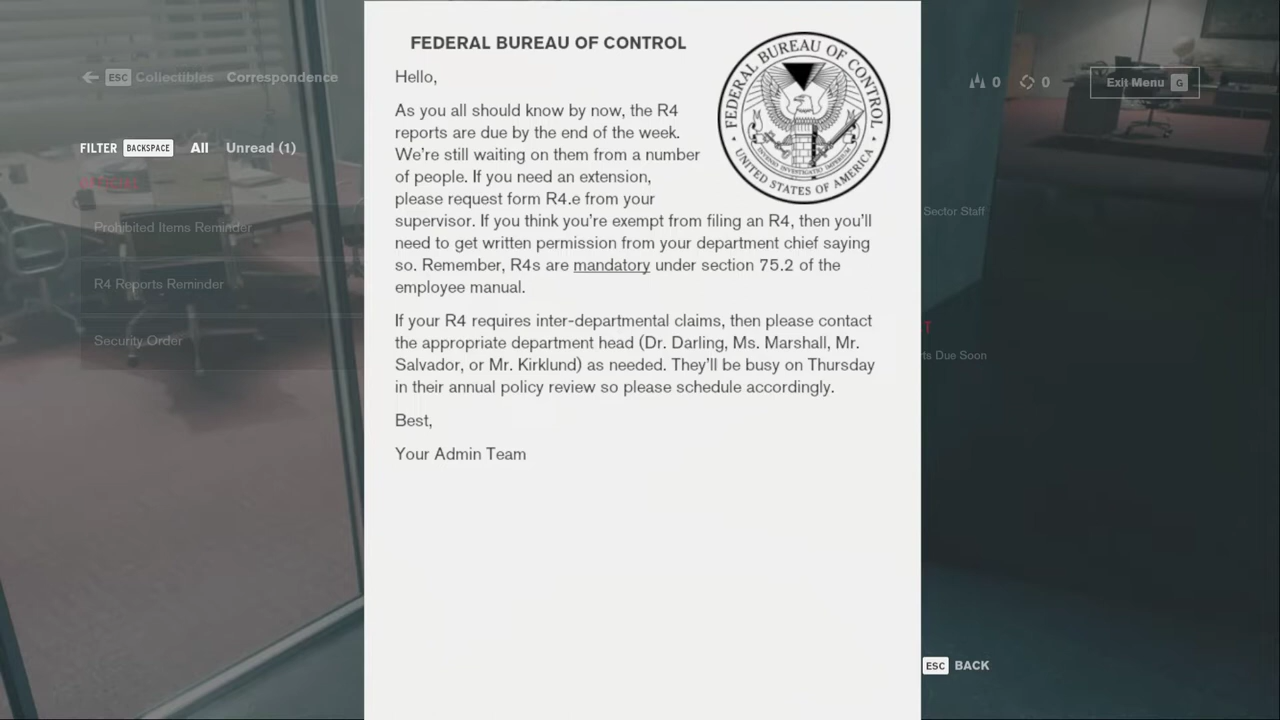 FEDERAL BUREAU OF CONTROL
FEDERAL BUREAU OF CONTROL
UNITED STATES OF AMERICA
Hello,
As you all should know by now, the R4
reports are due by the end of the week.
We're still waiting on them from a number
of people. If you need an extension,
please request form R4.e from your
supervisor. If you think you're exempt from filing an R4, then you'll
need to get written permission from your department chief saying
so. Remember, R4s are mandatory under section 75.2 of the
employee manual.
If your R4 requires inter-departmental claims, then please contact
the appropriate department head (Dr. Darling, Ms. Marshall, Mr.
Salvador, or Mr. Kirklund) as needed. They'll be busy on Thursday
in their annual policy review so please schedule accordingly.
Best,
Your Admin Team
ESC Collectibles Correspondence
FILTER BACKSPACE All Unread (1)
Prohibited Items Reminder
R4 Reports Reminder
Security Order
0 0
Exit Menu G
Sector Staff
T
ts Due Soon
ESC BACK